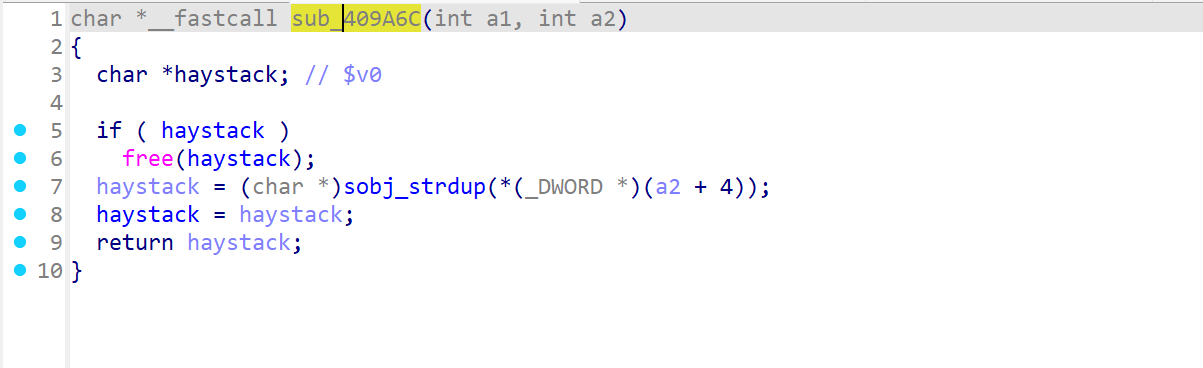 1 char *__fastcall sub_409A6C(int a1, int a2)
2 {
3 char *haystack; // $v0
4
5 if ( haystack )
6 free(haystack);
7 haystack = (char *)sobj_strdup(*(_DWORD *)(a2 + 4));
8 haystack = haystack;
9 return haystack;
10 }